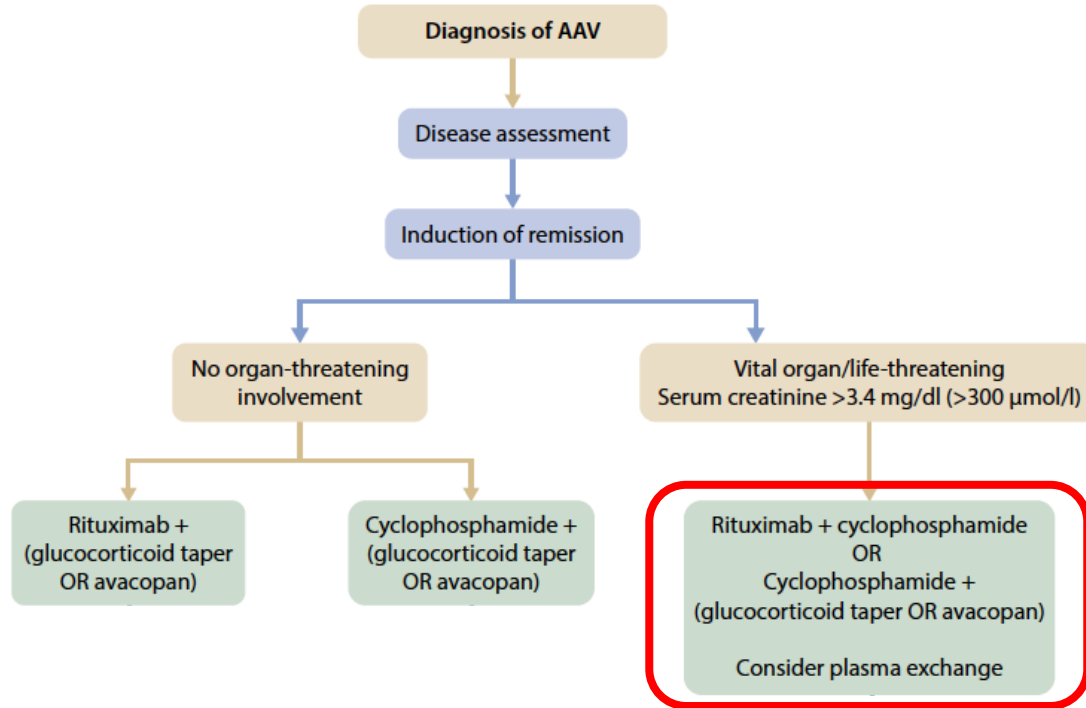 Diagnosis of AAV
Disease assessment
Induction of remission
No organ-threatening
involvement
Vital organ/life-threatening
Serum creatinine >3.4 mg/dl (>300 μmol/l)
Rituximab +
(glucocorticoid taper
OR avacopan)
Cyclophosphamide +
(glucocorticoid taper
OR avacopan)
Rituximab + cyclophosphamide
OR
Cyclophosphamide +
(glucocorticoid taper OR avacopan)
Consider plasma exchange